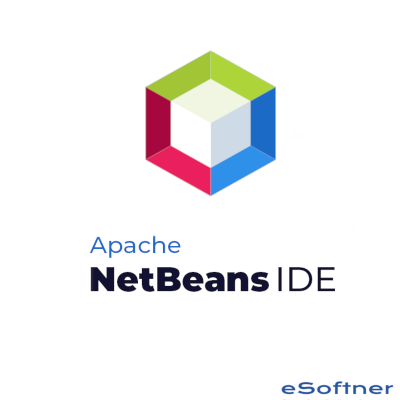 Apache
NetBeans IDE
eSoftner